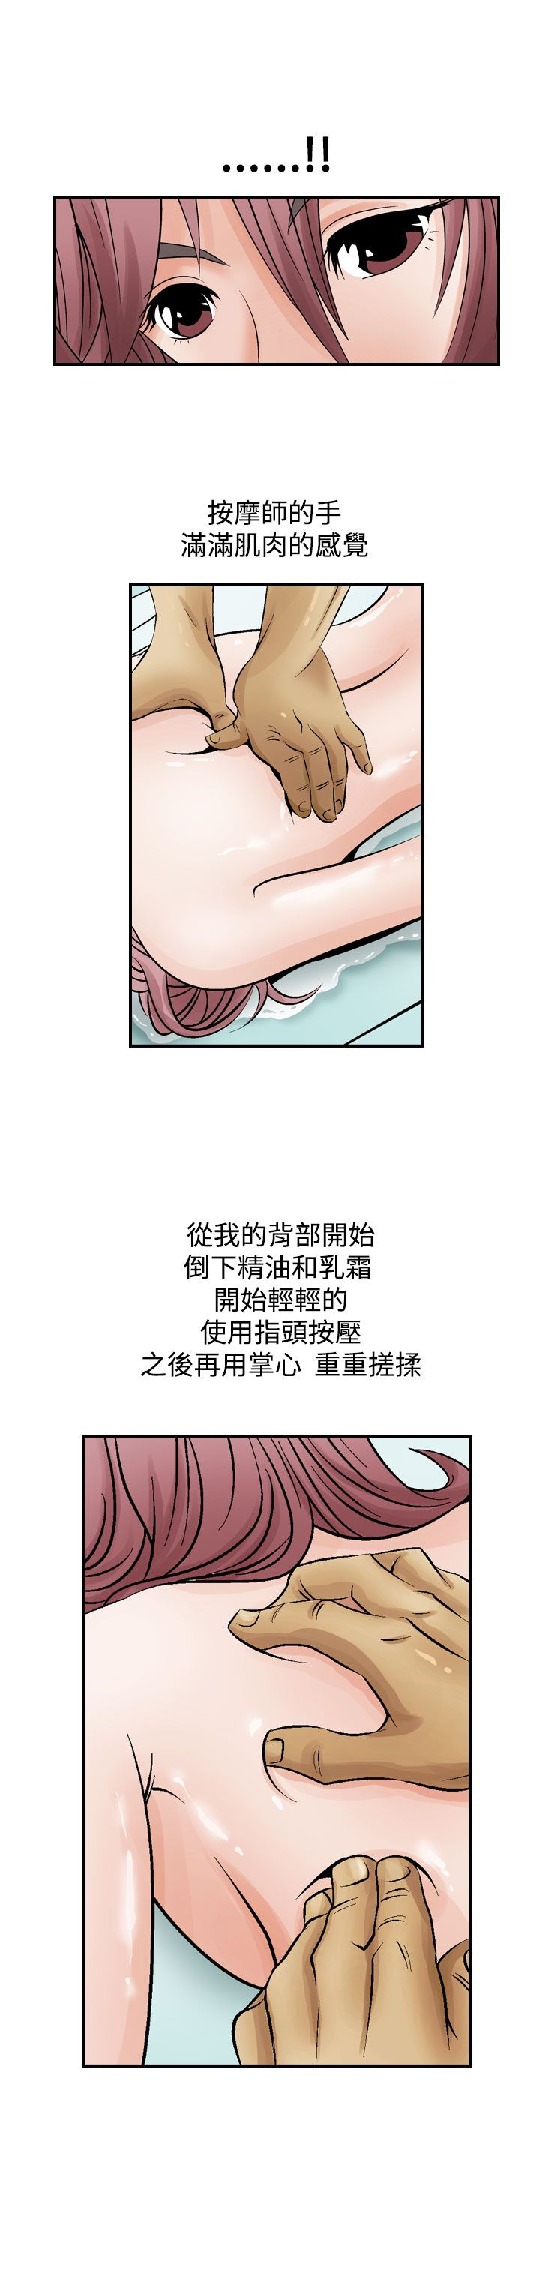 ......!!
按摩師的手
滿滿肌肉的感覺
從我的背部開始
倒下精油和乳霜
開始輕輕的
使用指頭按壓
之後再用掌心 重重搓揉